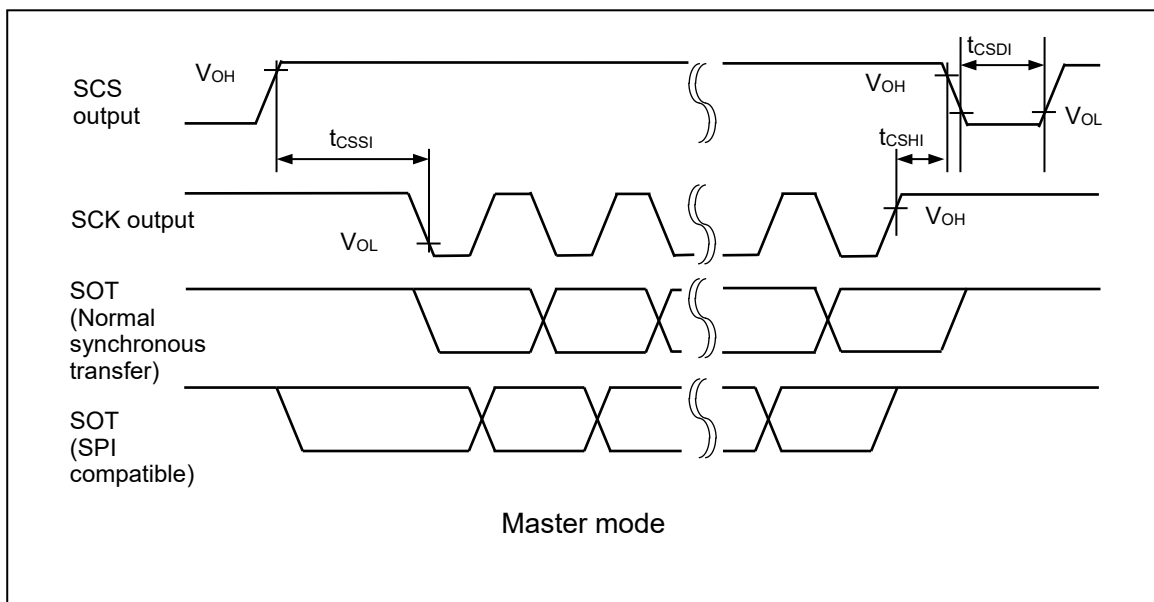 tCSDI
VOH
SCS
output
VOH
VOL
tCSSI
tCSHI
SCK output
VOH
VOL
SOT
(Normal
synchronous
transfer)
SOT
(SPI
compatible)
Master mode